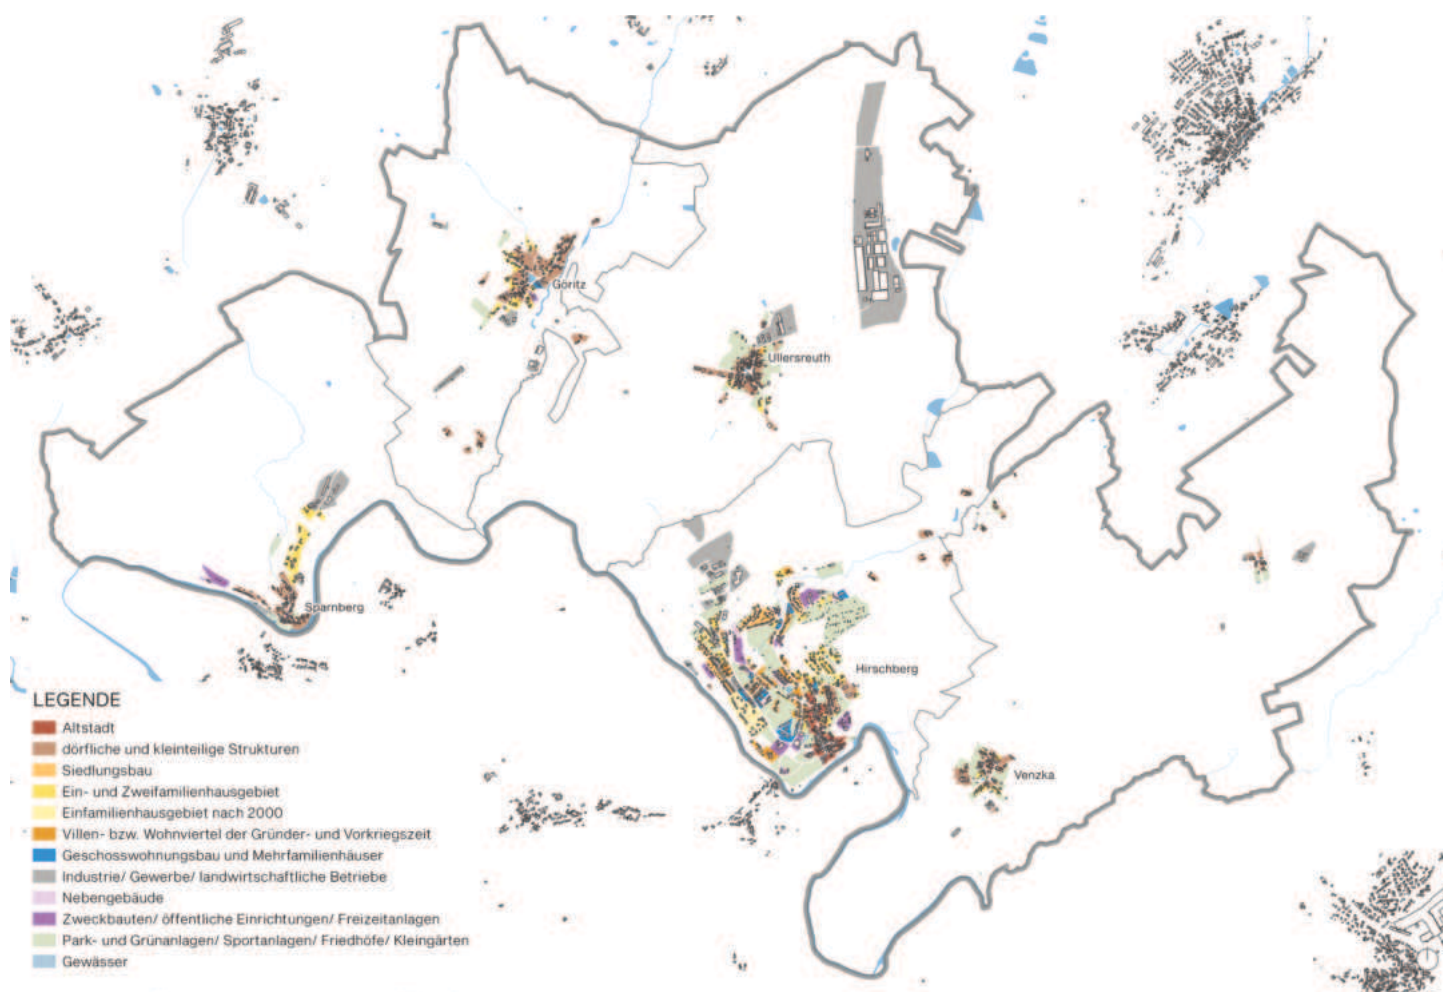 Göritz
Ullersreuth
Sparnberg
Hirschberg
Venzka
LEGENDE
Altstadt
dörfliche und kleinteilige Strukturen
Siedlungsbau
Ein- und Zweifamilienhausgebiet
Einfamilienhausgebiet nach 2000
Villen- bzw. Wohnviertel der Gründer- und Vorkriegszeit
Geschosswohnungsbau und Mehrfamilienhäuser
Industrie/ Gewerbe/ landwirtschaftliche Betriebe
Nebengebäude
Zweckbauten/ öffentliche Einrichtungen/ Freizeitanlagen
Park- und Grünanlagen/ Sportanlagen/ Friedhöfe/ Kleingärten
Gewässer